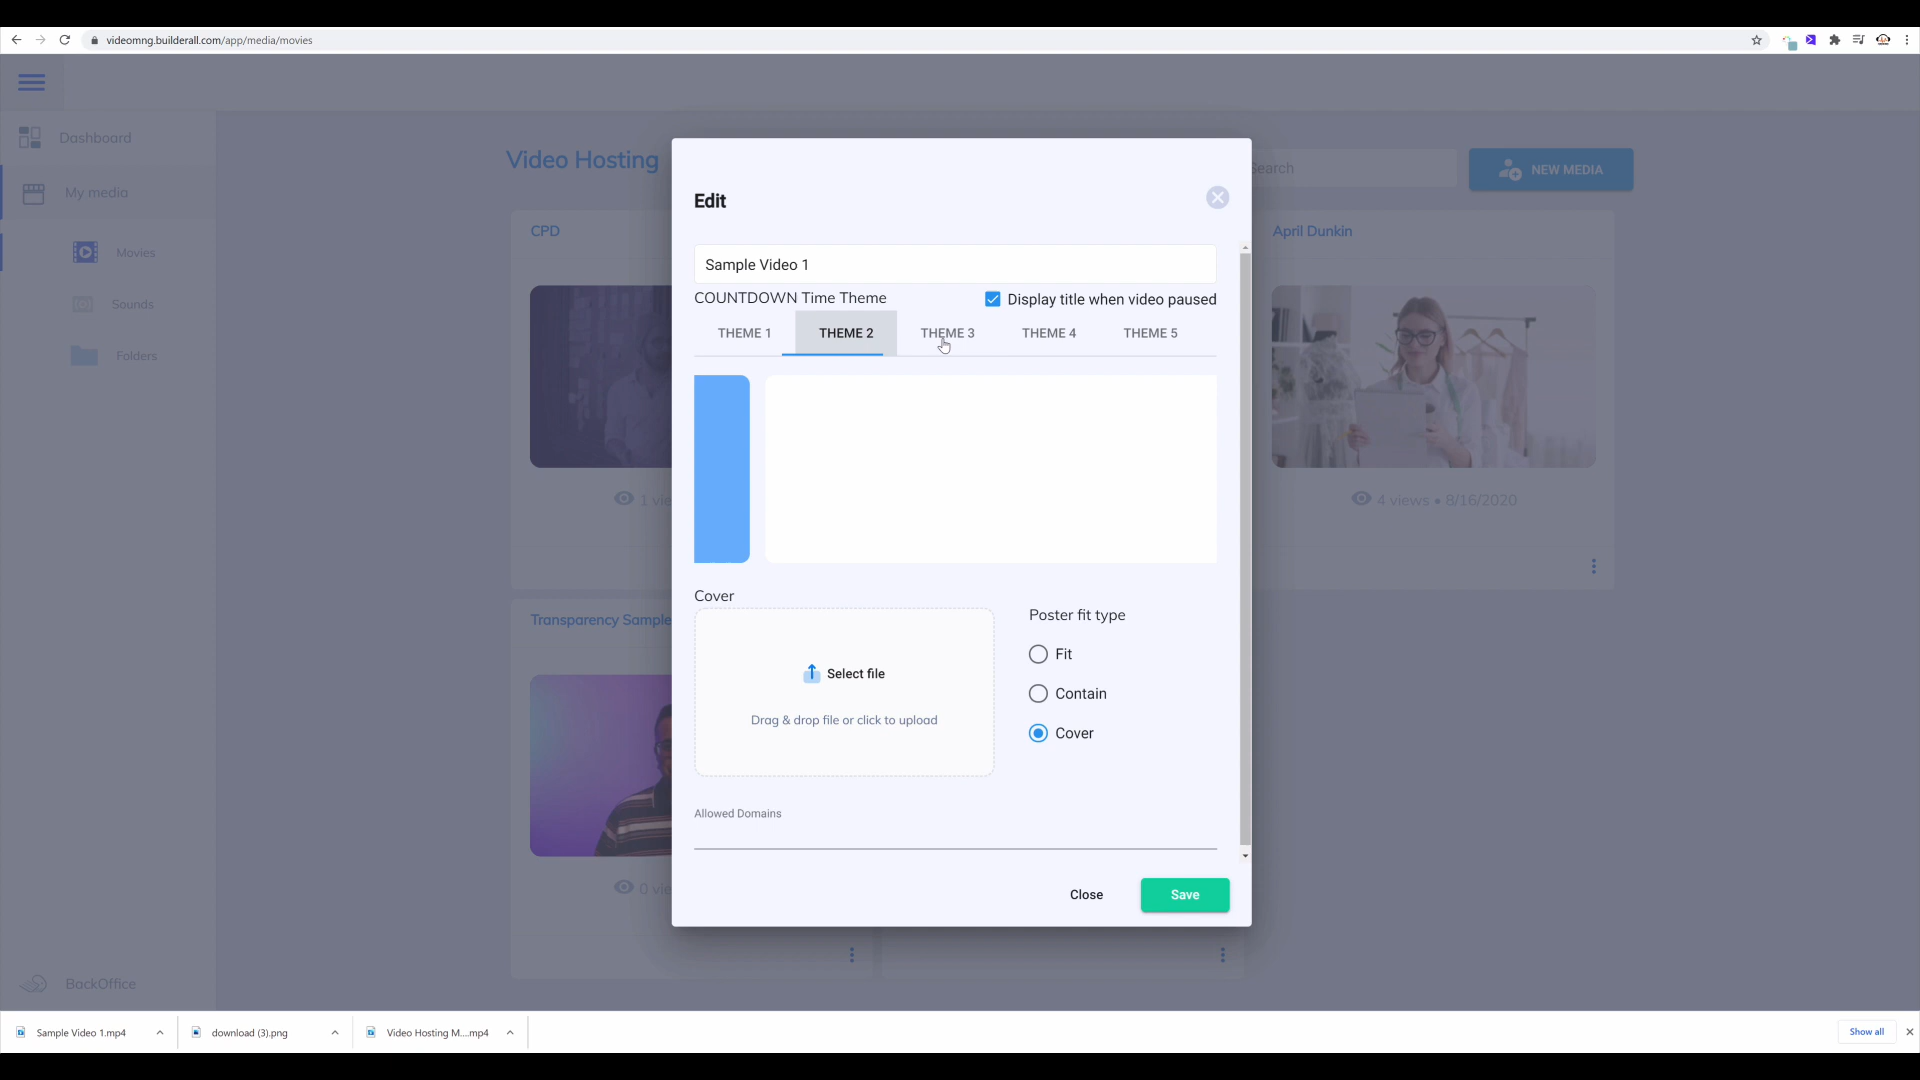 videomng.builderall.com/app/media/movies
Dashboard
My media
Movies
Sounds
Folders
BackOffice
Video Hosting
Search
NEW MEDIA
CPD
April Dunkin
1
4 views • 8/16/2020
Transparency Sample
0
Edit
Sample Video 1
COUNTDOWN Time Theme
Display title when video paused
THEME 1
THEME 2
THEME 3
THEME 4
THEME 5
Cover
Select file
Drag & drop file or click to upload
Poster fit type
Fit
Contain
Cover
Allowed Domains
Close
Save
Sample Video 1.mp4
download (3).png
Video Hosting M....mp4
Show all